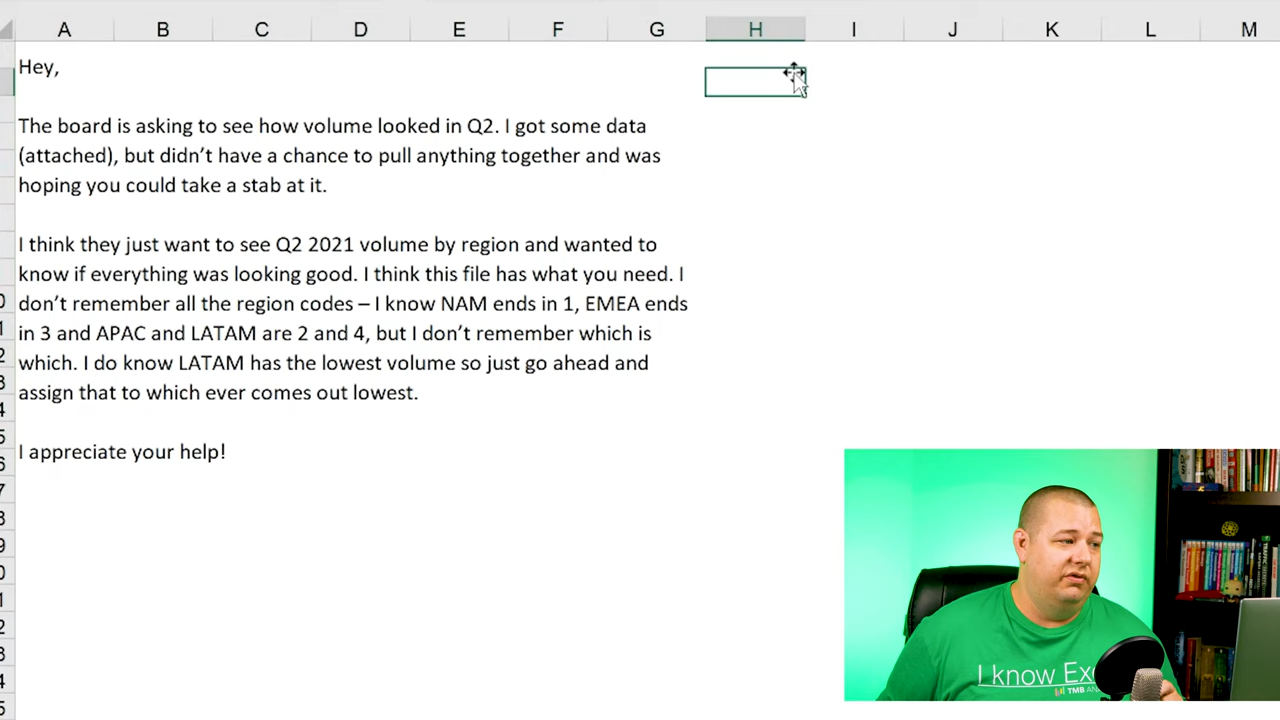 A B C D E F G H I J K L M
Hey,
The board is asking to see how volume looked in Q2. I got some data
(attached), but didn’t have a chance to pull anything together and was
hoping you could take a stab at it.
I think they just want to see Q2 2021 volume by region and wanted to
know if everything was looking good. I think this file has what you need. I
don’t remember all the region codes – I know NAM ends in 1, EMEA ends
in 3 and APAC and LATAM are 2 and 4, but I don’t remember which is
which. I do know LATAM has the lowest volume so just go ahead and
assign that to which ever comes out lowest.
I appreciate your help!
I know Exc
TMB ANA